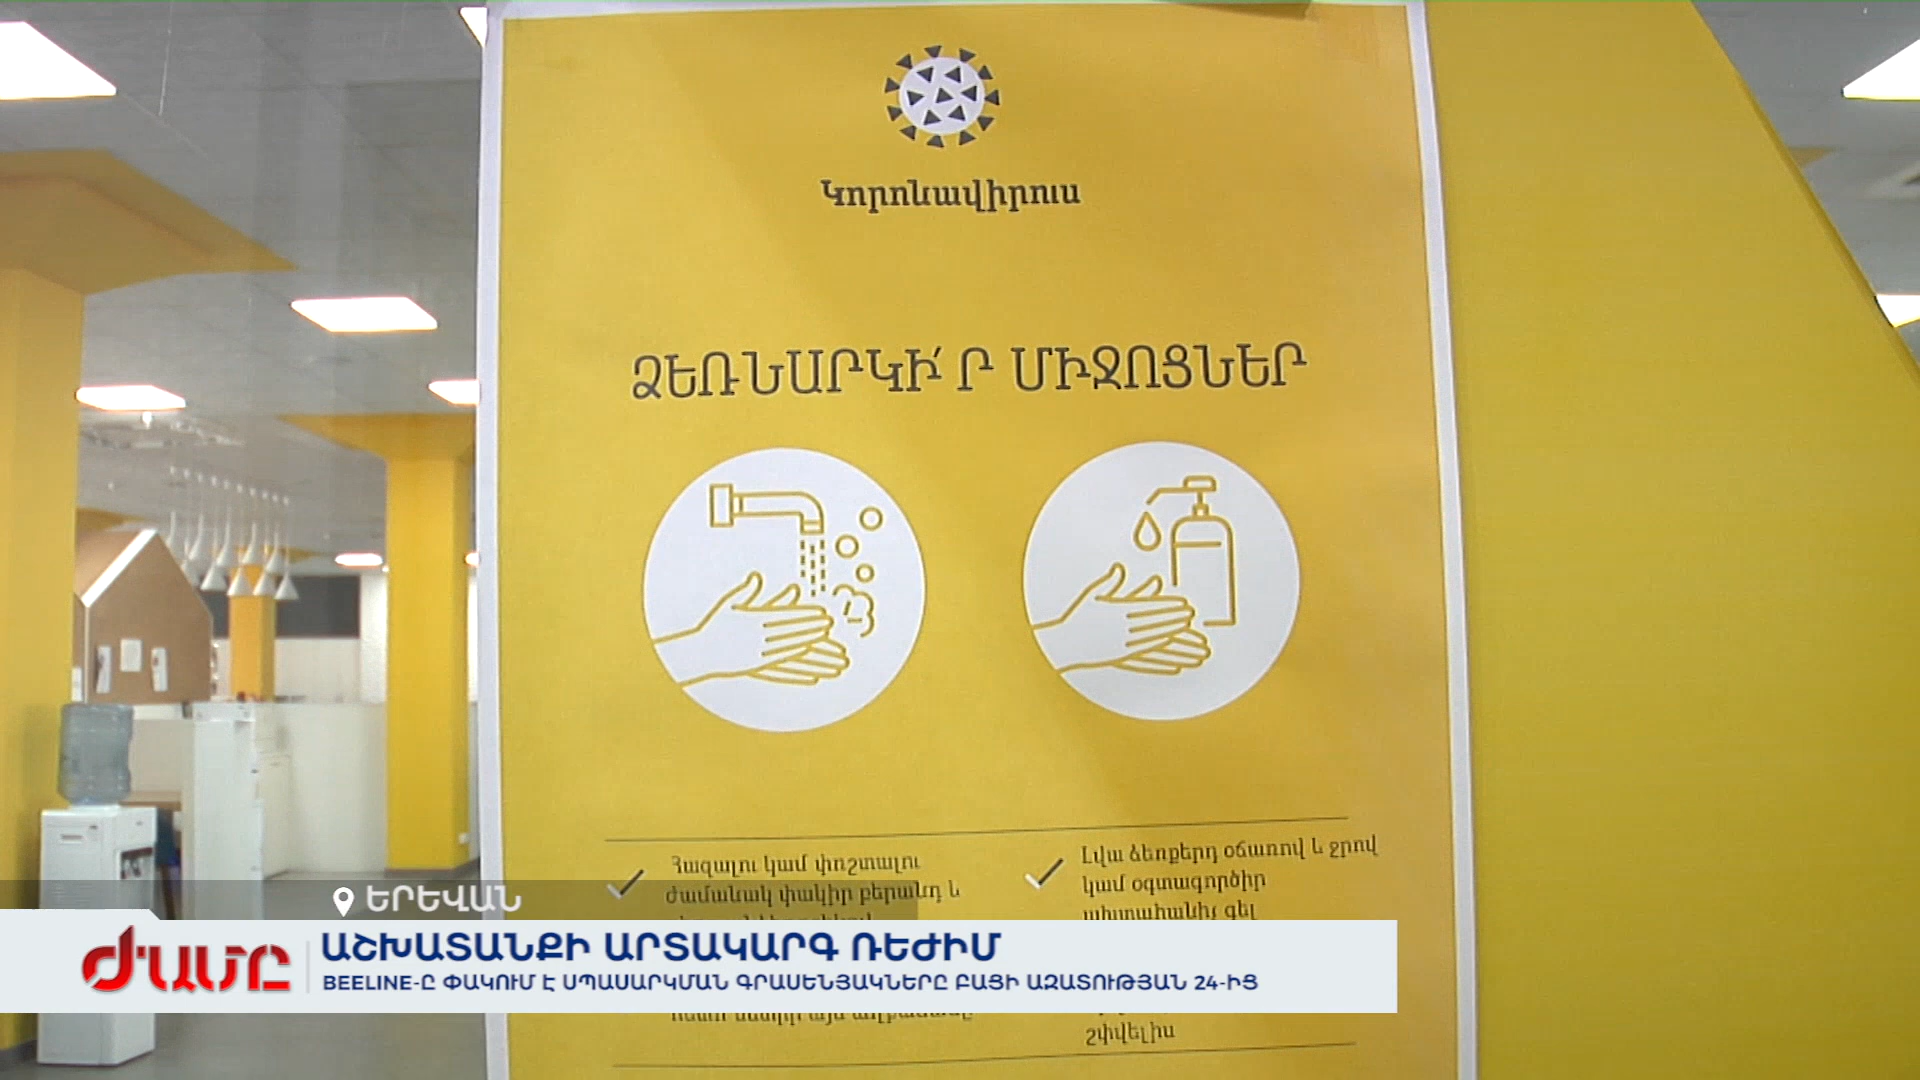 Կորոնավիրուս
ՁԵՌՆԱՐԿԻ՛Ր ՄԻՋՈՑՆԵՐ
Հազալու կամ փռշտալու
ժամանակ փակիր բերանդ և
Լվա ձեռքերդ օճառով և ջրով
կամ օգտագործիր
ախտահանիչ գել
շփվելիս
ԵՐԵՎԱՆ
ԺԱՄԸ
ԱՇԽԱՏԱՆՔԻ ԱՐՏԱԿԱՐԳ ՌԵԺԻՄ
BEELINE-Ը ՓԱԿՈՒՄ Է ՍՊԱՍԱՐԿՄԱՆ ԳՐԱՍԵՆՅԱԿՆԵՐԸ ԲԱՑԻ ԱԶԱՏՈՒԹՅԱՆ 24-ԻՑ